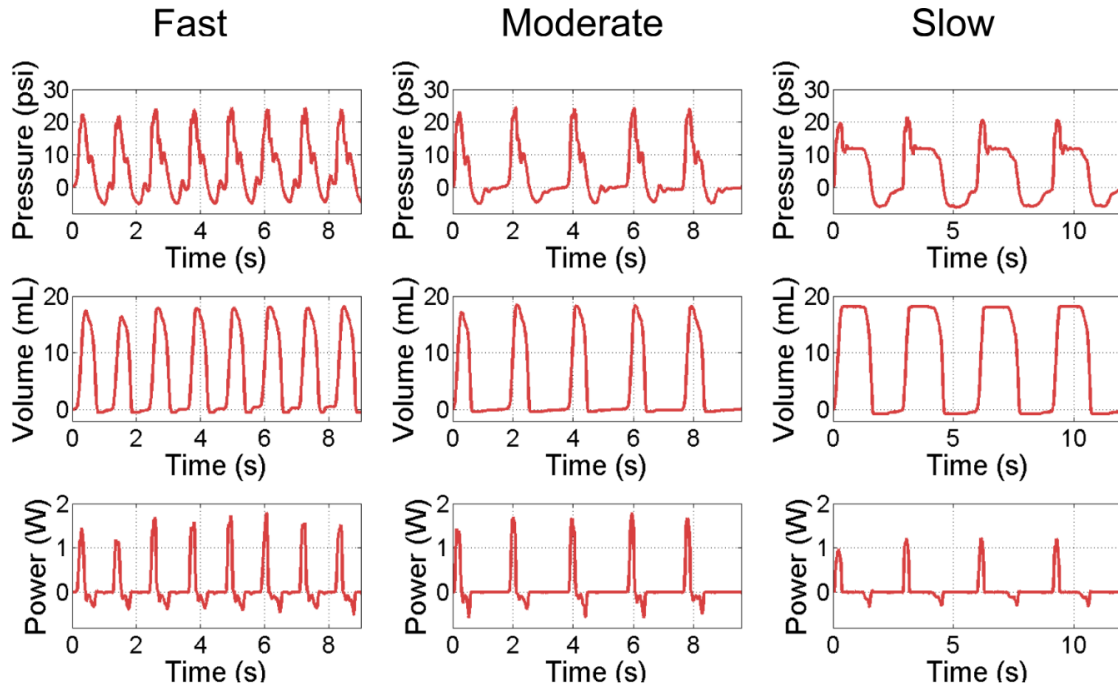 Fast Moderate Slow
Pressure (psi)
30
20
10
0
0 2 4 6 8
Time (s)
Pressure (psi)
30
20
10
0
0 2 4 6 8
Time (s)
Pressure (psi)
30
20
10
0
0 5 10
Time (s)
Volume (mL)
20
10
0
0 2 4 6 8
Time (s)
Volume (mL)
20
10
0
0 2 4 6 8
Time (s)
Volume (mL)
20
10
0
0 5 10
Time (s)
Power (W)
2
1
0
0 2 4 6 8
Time (s)
Power (W)
2
1
0
0 2 4 6 8
Time (s)
Power (W)
2
1
0
0 5 10
Time (s)